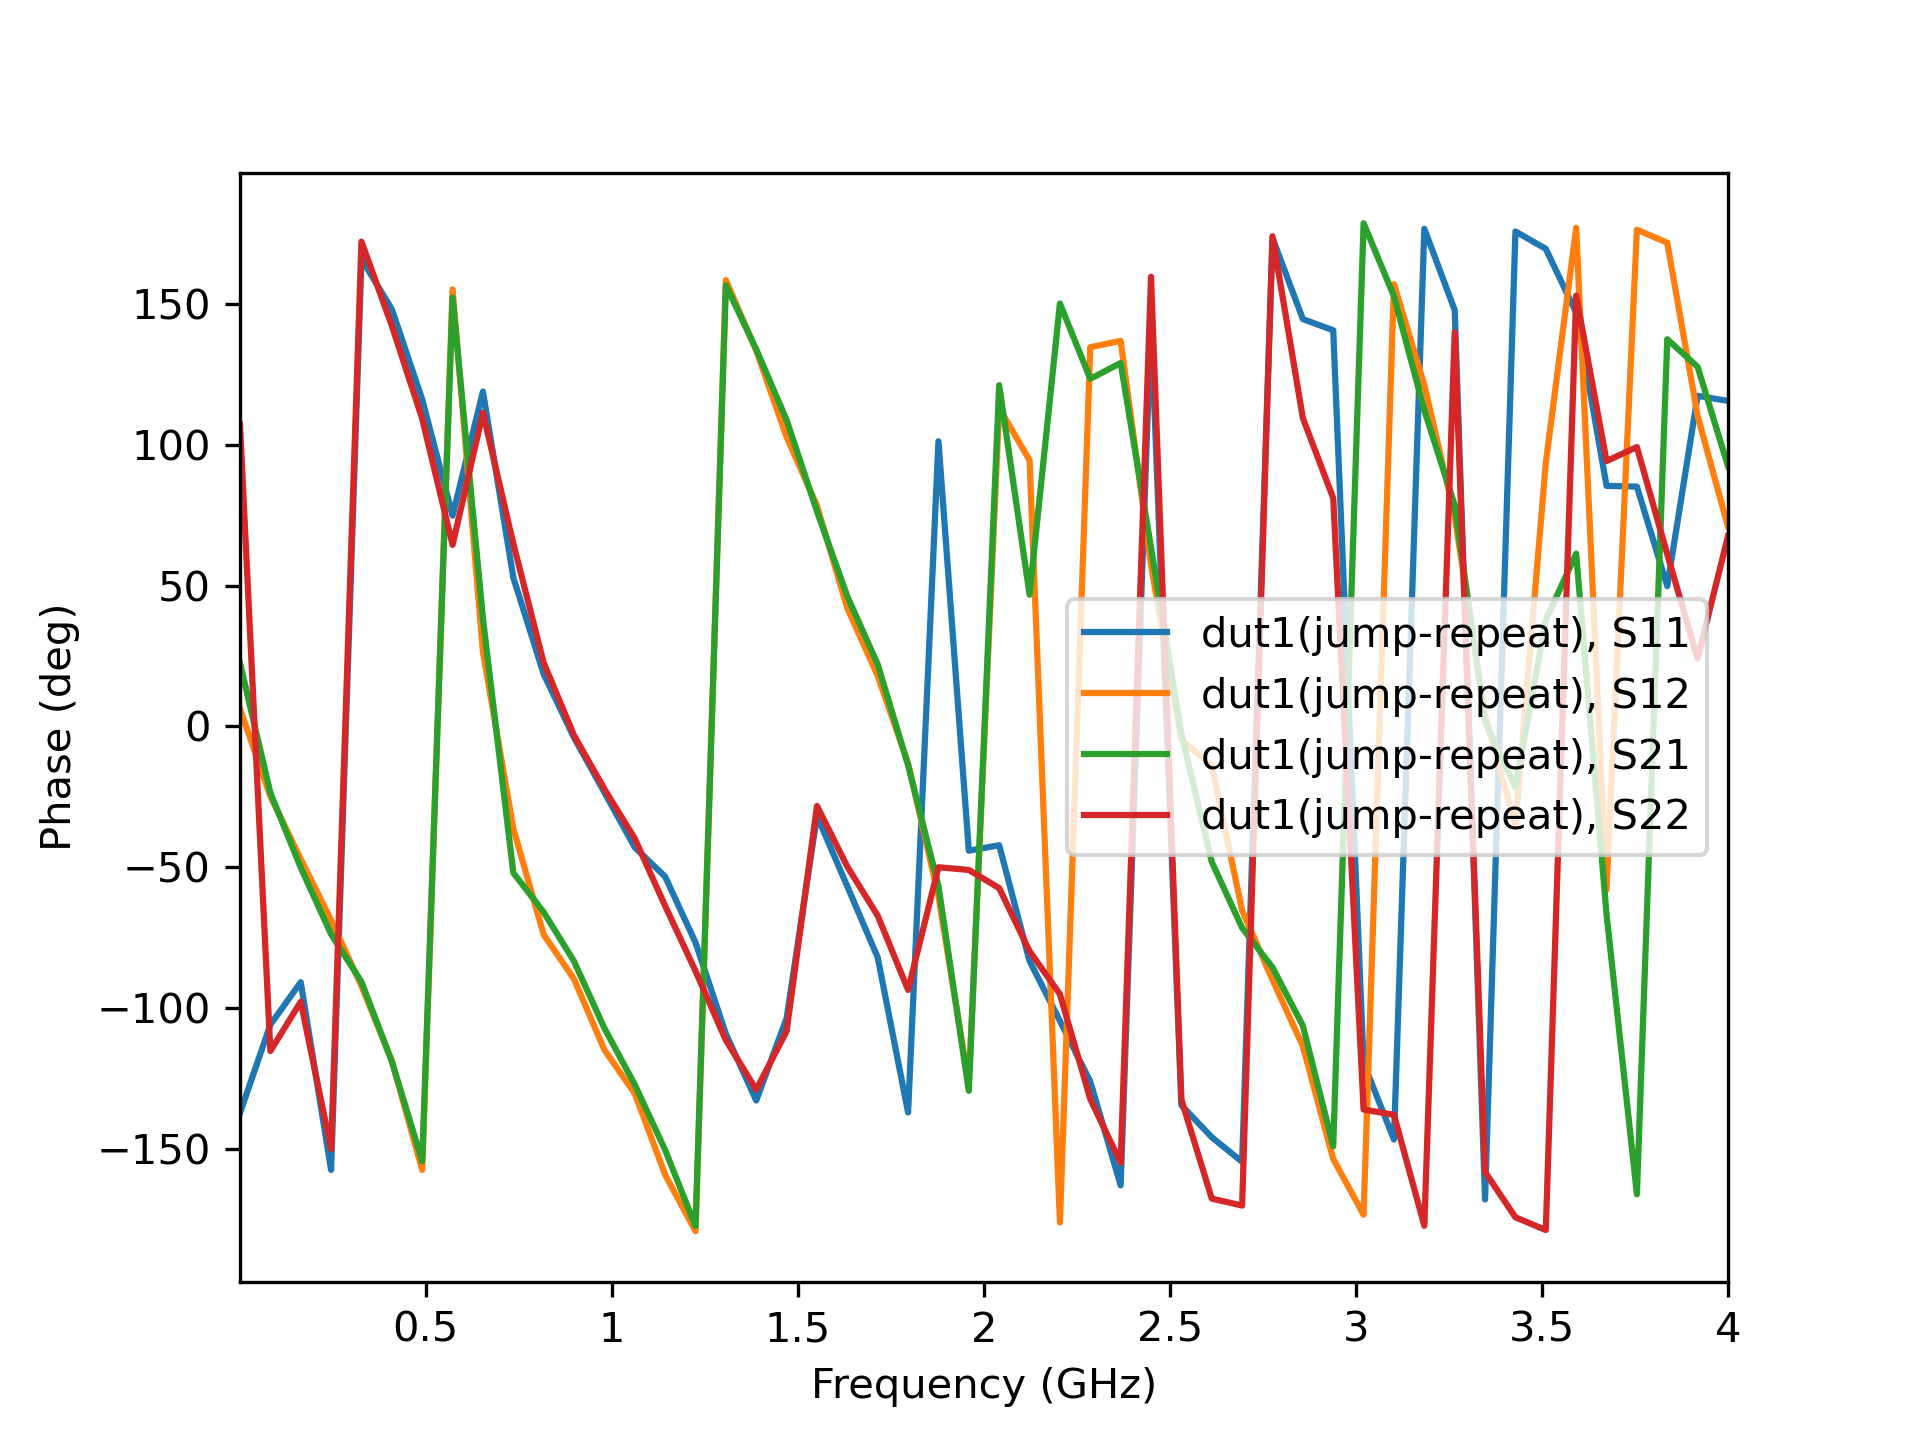 150
100
50
0
−50
−100
−150
Phase (deg)
dut1(jump-repeat), S11
dut1(jump-repeat), S12
dut1(jump-repeat), S21
dut1(jump-repeat), S22
0.5 1 1.5 2 2.5 3 3.5 4
Frequency (GHz)